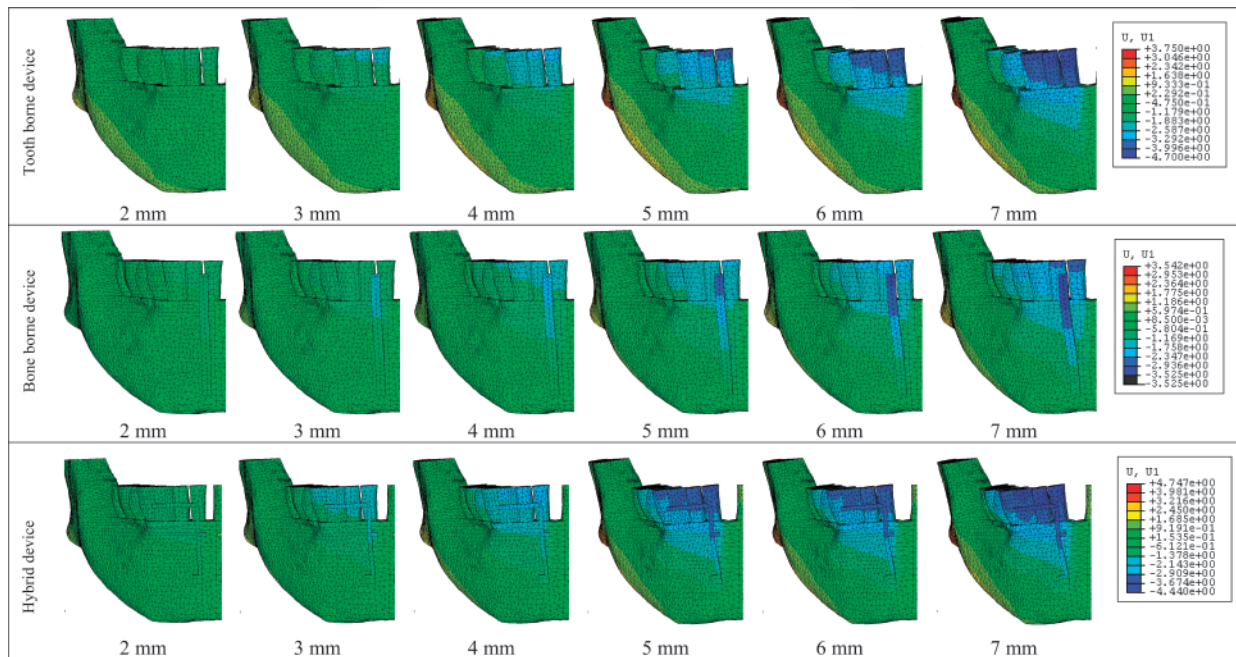 Tooth borne device
2 mm
3 mm
4 mm
5 mm
6 mm
7 mm
U, U1
+3.750e+00
+3.046e+00
+2.342e+00
+1.638e+00
+9.333e-01
+2.292e-01
-4.750e-01
-1.179e+00
-1.883e+00
-2.587e+00
-3.292e+00
-3.996e+00
-4.700e+00
Bone borne device
2 mm
3 mm
4 mm
5 mm
6 mm
7 mm
U, U1
+3.542e+00
+2.953e+00
+2.364e+00
+1.775e+00
+1.186e+00
+5.974e-01
+8.500e-03
-5.804e-01
-1.169e+00
-1.758e+00
-2.347e+00
-2.936e+00
-3.525e+00
-3.525e+00
Hybrid device
2 mm
3 mm
4 mm
5 mm
6 mm
7 mm
U, U1
+4.747e+00
+3.981e+00
+3.216e+00
+2.450e+00
+1.685e+00
+9.191e-01
+1.535e-01
-6.121e-01
-1.378e+00
-2.143e+00
-2.909e+00
-3.674e+00
-4.440e+00